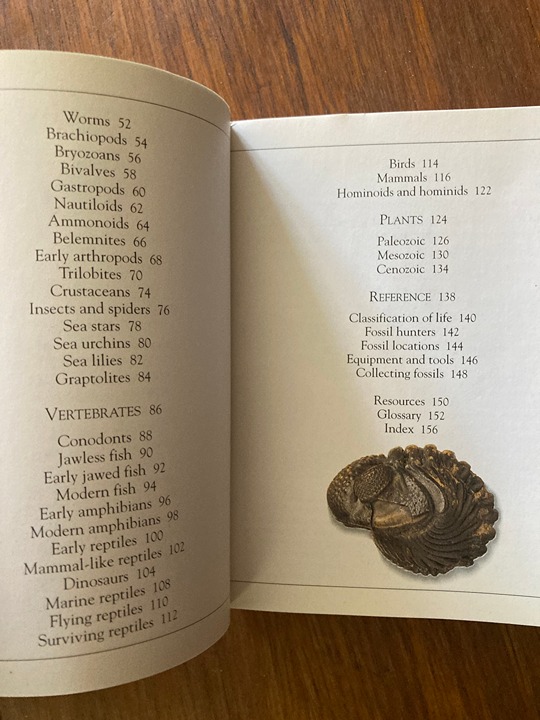 Worms 52
Brachiopods 54
Bryozoans 56
Bivalves 58
Gastropods 60
Nautiloids 62
Ammonoids 64
Belemnites 66
Early arthropods 68
Trilobites 70
Crustaceans 74
Insects and spiders 76
Sea stars 78
Sea urchins 80
Sea lilies 82
Graptolites 84
VERTEBRATES 86
Conodonts 88
Jawless fish 90
Early jawed fish 92
Modern fish 94
Early amphibians 96
Modern amphibians 98
Early reptiles 100
Mammal-like reptiles 102
Dinosaurs 104
Marine reptiles 108
Flying reptiles 110
Surviving reptiles 112
Birds 114
Mammals 116
Hominoids and hominids 122
PLANTS 124
Paleozoic 126
Mesozoic 130
Cenozoic 134
REFERENCE 138
Classification of life 140
Fossil hunters 142
Fossil locations 144
Equipment and tools 146
Collecting fossils 148
Resources 150
Glossary 152
Index 156